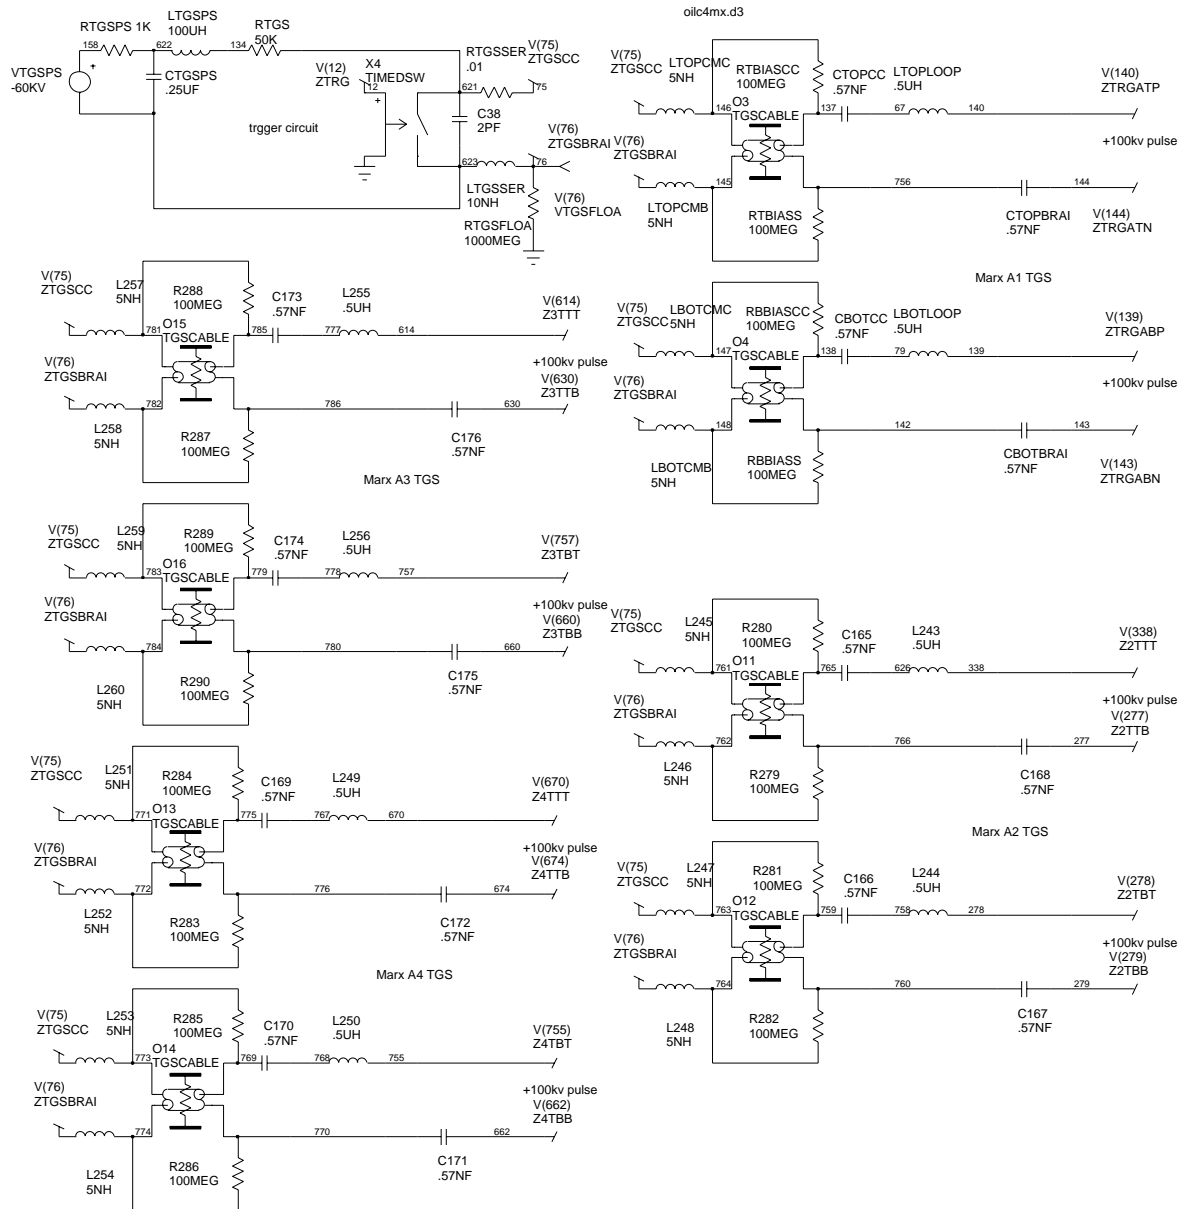 oilc4mx.d3
RTGSPS 1K
LTGSPS
100UH
RTGS
50K
158
622
134
VTGSPS
-60KV
+
CTGSPS
.25UF
trgger circuit
V(12)
ZTRG
X4
TIMEDSW
12
+
RTGSSER
.01
V(75)
ZTGSCC
621
75
C38
2PF
V(76)
ZTGSBRAI
623
76
LTGSSER
10NH
V(76)
VTGSFLOA
RTGSFLOA
1000MEG
V(75)
ZTGSCC
LTOPCMC
5NH
RTBIASCC
100MEG
CTOPCC
.57NF
LTOPLOOP
.5UH
V(140)
ZTRGATP
O3
TGSCABLE
146
137
67
140
V(76)
ZTGSBRAI
+100kV pulse
145
756
144
LTOPCMB
5NH
RTBIASS
100MEG
CTOPBRAI
.57NF
V(144)
ZTRGATN
Marx A1 TGS
V(75)
ZTGSCC
LBOTCMC
5NH
RBBIASCC
100MEG
CBOTCC
.57NF
LBOTLOOP
.5UH
V(139)
ZTRGABP
O4
TGSCABLE
147
138
79
139
V(76)
ZTGSBRAI
+100kV pulse
148
142
143
LBOTCMB
5NH
RBBIASS
100MEG
CBOTBRAI
.57NF
V(143)
ZTRGABN
V(75)
ZTGSCC
L257
5NH
R288
100MEG
C173
.57NF
L255
.5UH
V(614)
Z3TTT
O15
TGSCABLE
781
785
777
614
V(76)
ZTGSBRAI
+100kv pulse
V(630)
Z3TTB
782
786
630
L258
5NH
R287
100MEG
C176
.57NF
Marx A3 TGS
V(75)
ZTGSCC
L259
5NH
R289
100MEG
C174
.57NF
L256
.5UH
V(757)
Z3TBT
O16
TGSCABLE
783
779
778
757
V(76)
ZTGSBRAI
+100kv pulse
V(660)
Z3TBB
784
780
660
L260
5NH
R290
100MEG
C175
.57NF
V(75)
ZTGSCC
L245
5NH
R280
100MEG
C165
.57NF
L243
.5UH
V(338)
Z2TTT
O11
TGSCABLE
761
765
626
338
V(76)
ZTGSBRAI
+100kv pulse
V(277)
Z2TTB
762
766
277
L246
5NH
R279
100MEG
C168
.57NF
Marx A2 TGS
V(75)
ZTGSCC
L251
5NH
R284
100MEG
C169
.57NF
L249
.5UH
V(670)
Z4TTT
O13
TGSCABLE
771
775
767
670
V(76)
ZTGSBRAI
+100kv pulse
V(674)
Z4TTB
772
776
674
L252
5NH
R283
100MEG
C172
.57NF
Marx A4 TGS
V(75)
ZTGSCC
L247
5NH
R281
100MEG
C166
.57NF
L244
.5UH
V(278)
Z2TBT
O12
TGSCABLE
763
759
758
278
V(76)
ZTGSBRAI
+100kv pulse
V(279)
Z2TBB
764
760
279
L248
5NH
R282
100MEG
C167
.57NF
V(75)
ZTGSCC
L253
5NH
R285
100MEG
C170
.57NF
L250
.5UH
V(755)
Z4TBT
O14
TGSCABLE
773
769
768
755
V(76)
ZTGSBRAI
+100kv pulse
V(662)
Z4TBB
774
770
662
L254
5NH
R286
100MEG
C171
.57NF